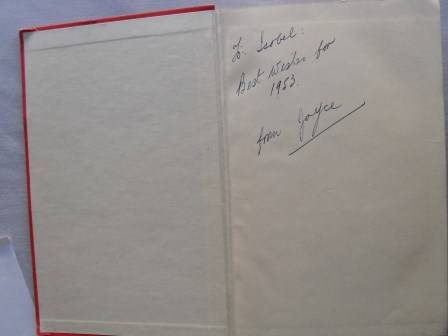 To Isobel.
Best Wishes for
1953.
from Joyce